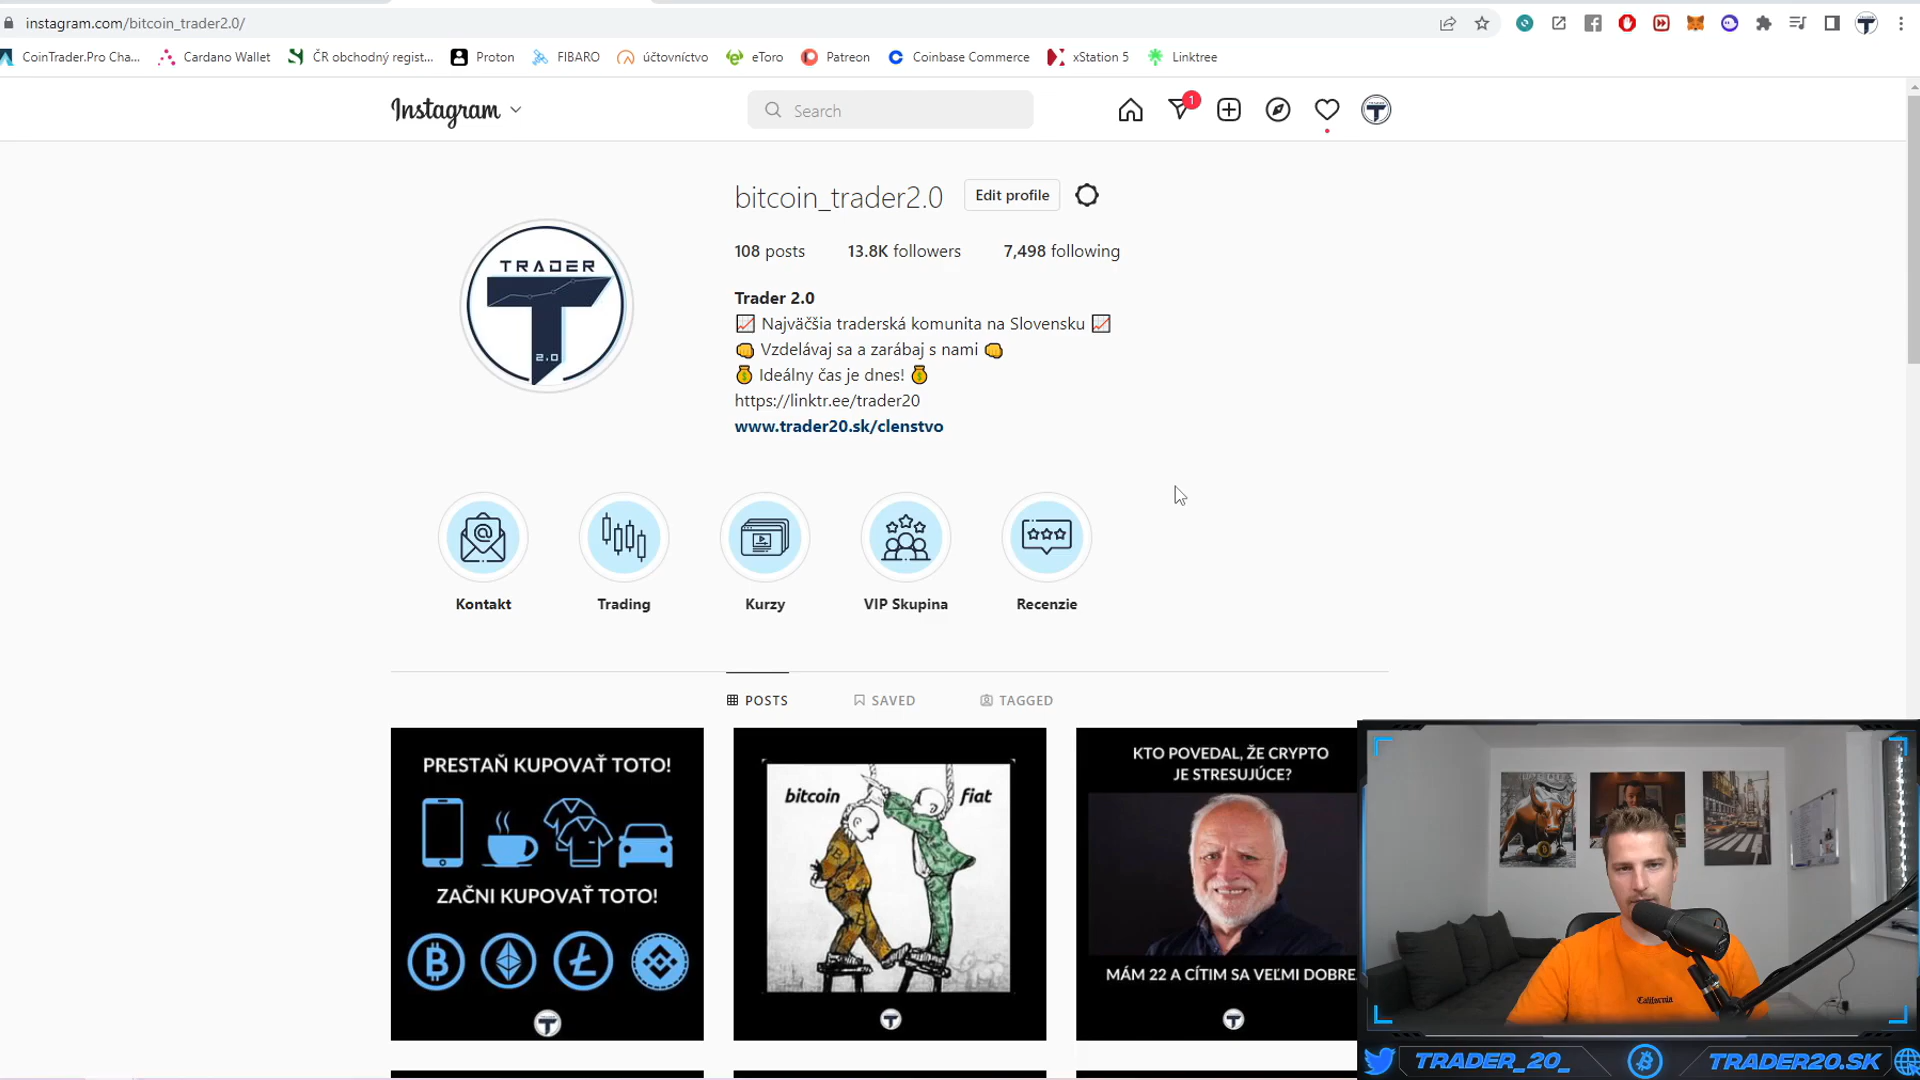 instagram.com/bitcoin_trader2.0/
CoinTrader.Pro Cha...
Cardano Wallet
ČR obchodný regist...
Proton
FIBARO
účtovníctvo
eToro
Patreon
Coinbase Commerce
xStation 5
Linktree
Instagram
Search
1
bitcoin_trader2.0
Edit profile
108 posts
13.8K followers
7,498 following
TRADER
2.0
Trader 2.0
Najväčšia traderská komunita na Slovensku
Vzdelávaj sa a zarábaj s nami
Ideálny čas je dnes!
https://linktr.ee/trader20
www.trader20.sk/clenstvo
Kontakt
Trading
Kurzy
VIP Skupina
Recenzie
POSTS
SAVED
TAGGED
PRESTAŇ KUPOVAŤ TOTO!
ZAČNI KUPOVAŤ TOTO!
bitcoin
fiat
KTO POVEDAL, ŽE CRYPTO
JE STRESUJÚCE?
MÁM 22 A CÍTIM SA VEĽMI DOBRE
California
TRADER_20_
TRADER20.SK